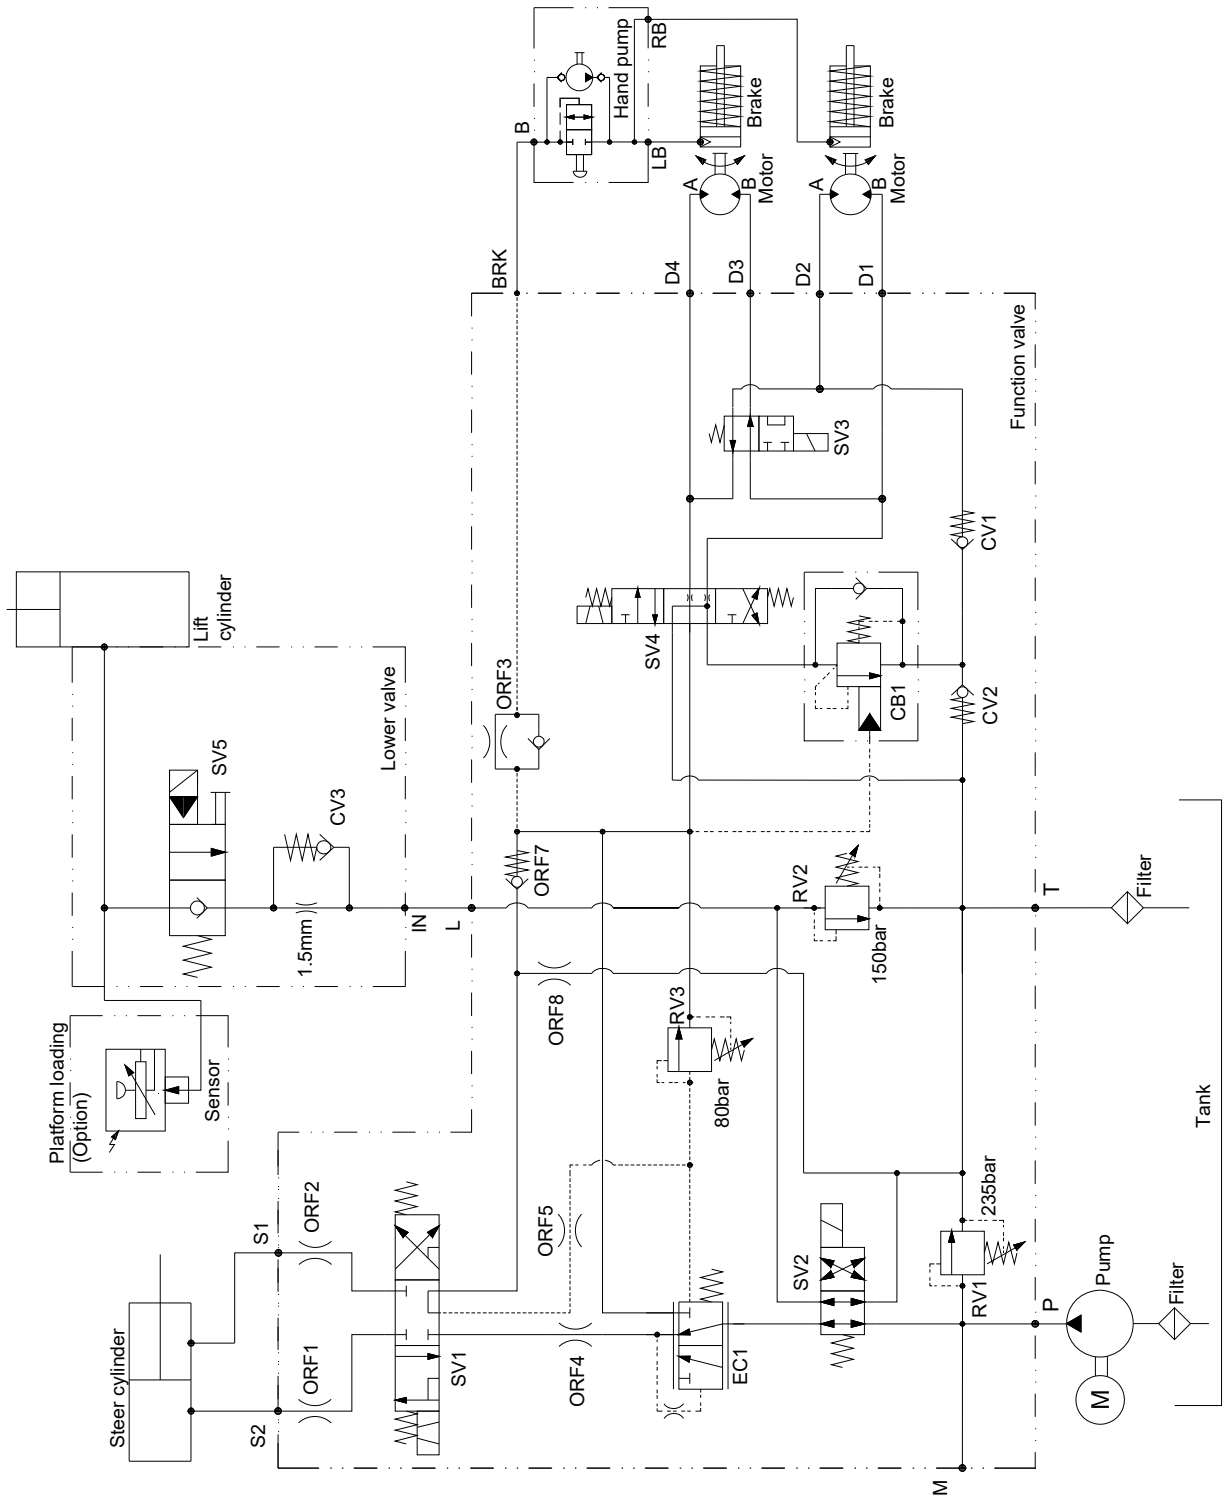 Steer cylinder
S2
S1
ORF1
ORF2
SV1
ORF4
ORF5
EC1
M
SV2
RV1
235bar
P
M
Pump
Filter
Tank
Platform loading
(Option)
Sensor
80bar
RV3
ORF8
1.5mm
CV3
SV5
IN
L
Lower valve
Lift
cylinder
ORF7
ORF3
150bar
RV2
T
Filter
CB1
CV2
SV4
CV1
SV3
Function valve
BRK
D4
D3
D2
D1
B
Hand pump
RB
LB
A
B
Motor
Brake
A
B
Motor
Brake